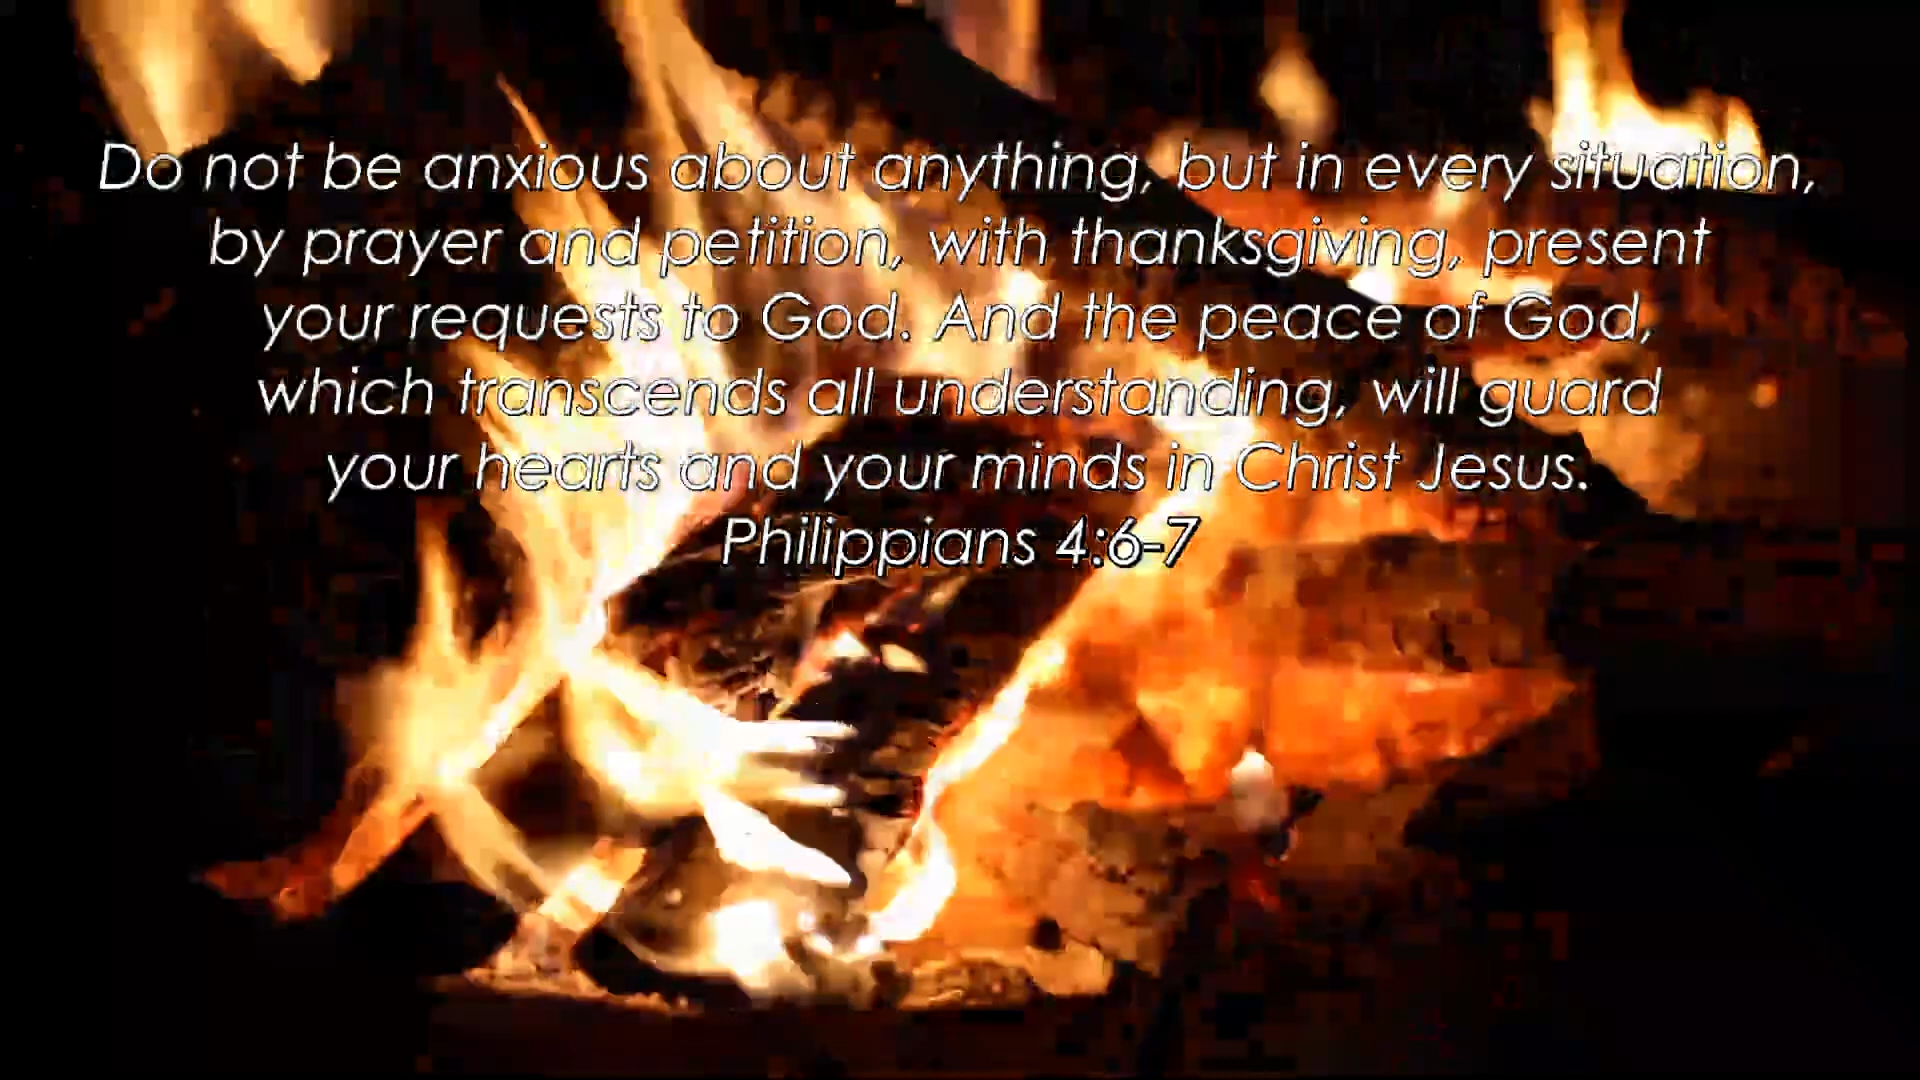 Do not be anxious about anything, but in every situation,
by prayer and petition, with thanksgiving, present
your requests to God. And the peace of God,
which transcends all understanding, will guard
your hearts and your minds in Christ Jesus.
Philippians 4:6-7